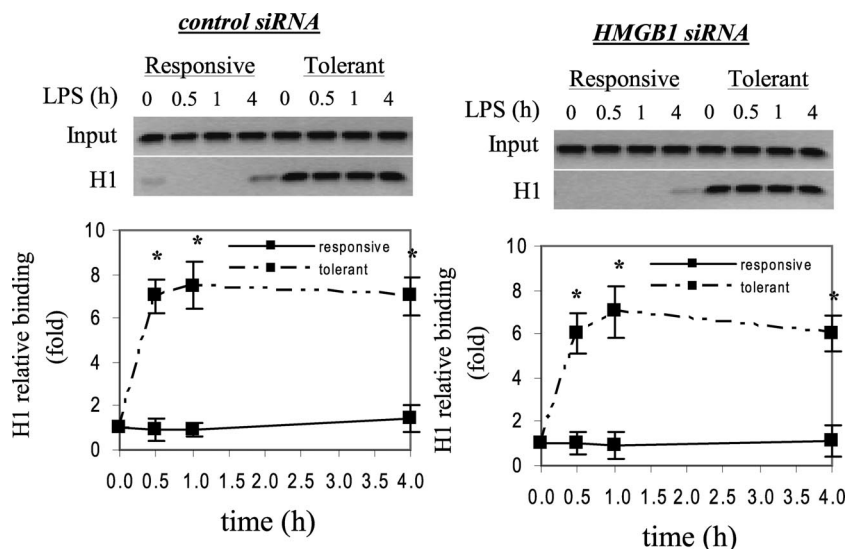 control siRNA
Responsive Tolerant
LPS (h) 0 0.5 1 4 0 0.5 1 4
Input
H1
H1 relative binding
(fold)
10
8
6
4
2
0
responsive
tolerant
* * *
0.0 0.5 1.0 1.5 2.0 2.5 3.0 3.5 4.0
time (h)
HMGB1 siRNA
Responsive Tolerant
LPS (h) 0 0.5 1 4 0 0.5 1 4
Input
H1
H1 relative binding
(fold)
10
8
6
4
2
0
responsive
tolerant
* * *
0.0 0.5 1.0 1.5 2.0 2.5 3.0 3.5 4.0
time (h)